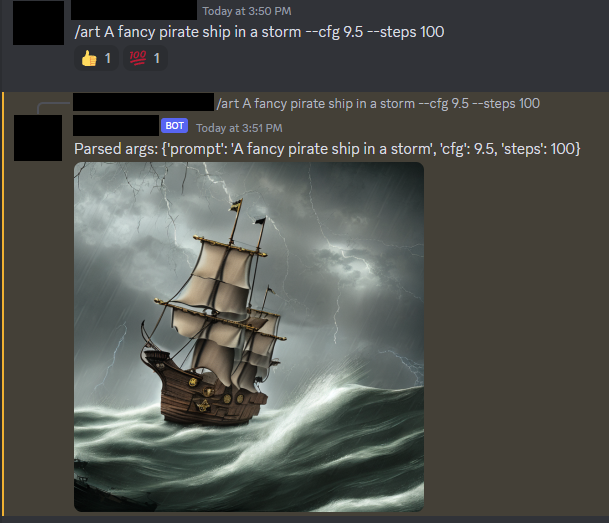 Today at 3:50 PM
/art A fancy pirate ship in a storm --cfg 9.5 --steps 100
👍 1 💯 1
/art A fancy pirate ship in a storm --cfg 9.5 --steps 100
BOT Today at 3:51 PM
Parsed args: {'prompt': 'A fancy pirate ship in a storm', 'cfg': 9.5, 'steps': 100}